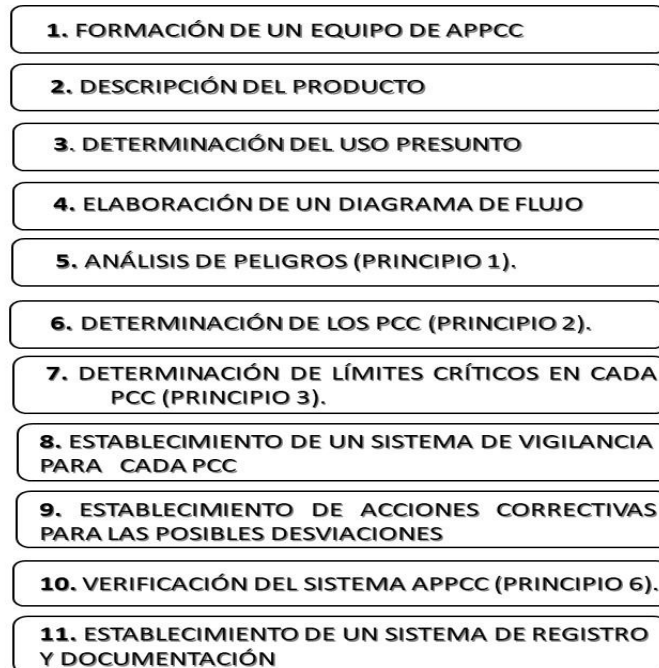 1. FORMACIÓN DE UN EQUIPO DE APPCC
2. DESCRIPCIÓN DEL PRODUCTO
3. DETERMINACIÓN DEL USO PRESUNTO
4. ELABORACIÓN DE UN DIAGRAMA DE FLUJO
5. ANÁLISIS DE PELIGROS (PRINCIPIO 1).
6. DETERMINACIÓN DE LOS PCC (PRINCIPIO 2).
7. DETERMINACIÓN DE LÍMITES CRÍTICOS EN CADA
PCC (PRINCIPIO 3).
8. ESTABLECIMIENTO DE UN SISTEMA DE VIGILANCIA
PARA CADA PCC
9. ESTABLECIMIENTO DE ACCIONES CORRECTIVAS
PARA LAS POSIBLES DESVIACIONES
10. VERIFICACIÓN DEL SISTEMA APPCC (PRINCIPIO 6).
11. ESTABLECIMIENTO DE UN SISTEMA DE REGISTRO
Y DOCUMENTACIÓN